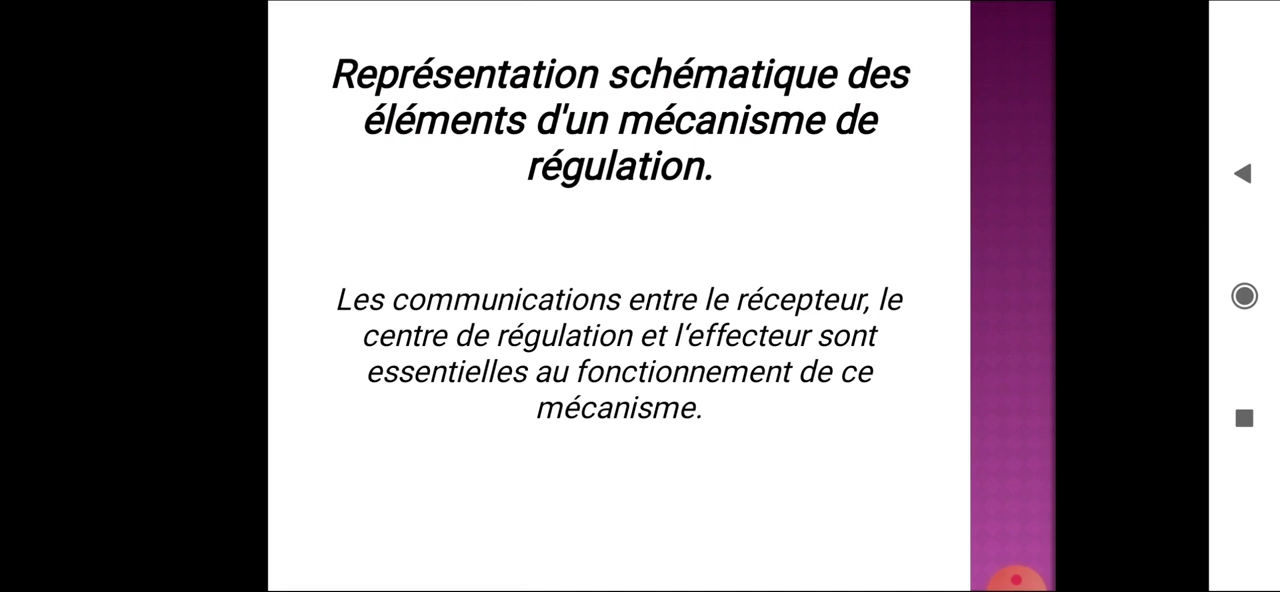 Représentation schématique des
éléments d'un mécanisme de
régulation.
Les communications entre le récepteur, le
centre de régulation et l‘effecteur sont
essentielles au fonctionnement de ce
mécanisme.